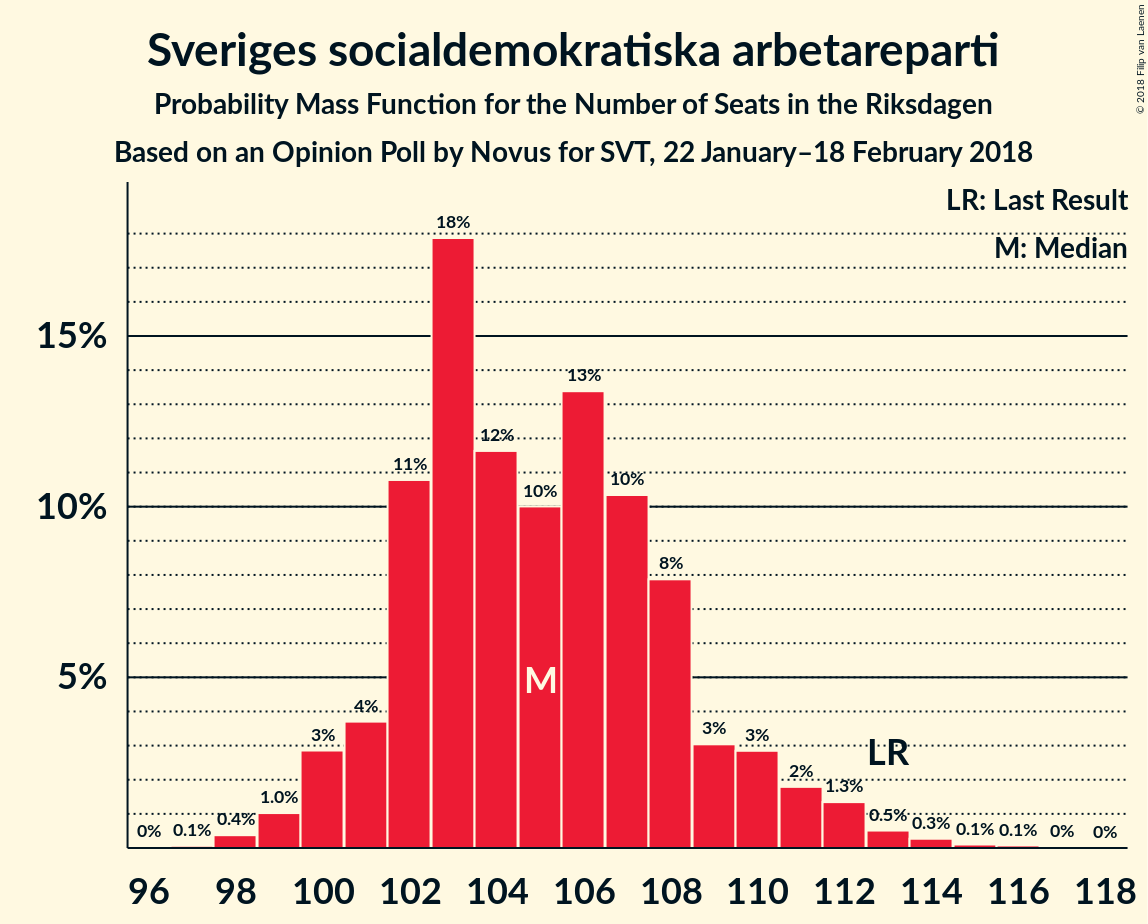 Sveriges socialdemokratiska arbetareparti
Probability Mass Function for the Number of Seats in the Riksdagen
Based on an Opinion Poll by Novus for SVT, 22 January–18 February 2018
© 2018 Filip van Laenen
LR: Last Result
M: Median
15%
10%
5%
0%
0.1%
0.4%
1.0%
3%
4%
11%
18%
12%
10%
13%
10%
8%
3%
3%
2%
1.3%
0.5%
0.3%
0.1%
0.1%
0%
0%
M
LR
96 98 100 102 104 106 108 110 112 114 116 118